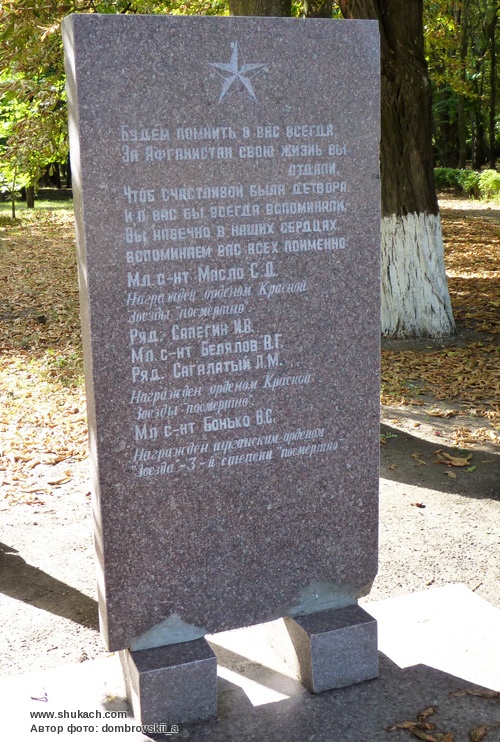 Будем помнить о вас всегда,
За Афганистан свою жизнь вы
отдали,
Чтоб счастливой была детвора
и о вас бы всегда вспоминали,
Вы навечно в наших сердцах,
вспоминаем вас всех поименно:
Мл. с-нт Масло С.Д.
Награжден орденом Красной
Звезды "посмертно".
Ряд. Сапегин И.В.
Мл. с-нт Белялов В.Г.
Ряд. Сагалатый Л.М.
Награжден орденом Красной
Звезды "посмертно".
Мл. с-нт Бонько В.С.
Награжден афганским орденом
"Звезда -3-й степени "посмертно".
www.shukach.com
Автор фото: dombrovskii_a